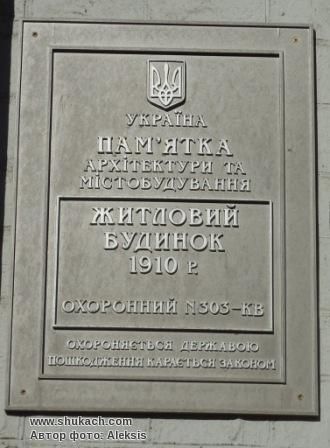 УКРАЇНА
ПАМ'ЯТКА
АРХІТЕКТУРИ ТА
МІСТОБУДУВАННЯ
ЖИТЛОВИЙ
БУДИНОК
1910 Р.
ОХОРОННИЙ N303-КВ
ОХОРОНЯЄТЬСЯ ДЕРЖАВОЮ
ПОШКОДЖЕННЯ КАРАЄТЬСЯ ЗАКОНОМ
www.shukach.com
Автор фото: Aleksis